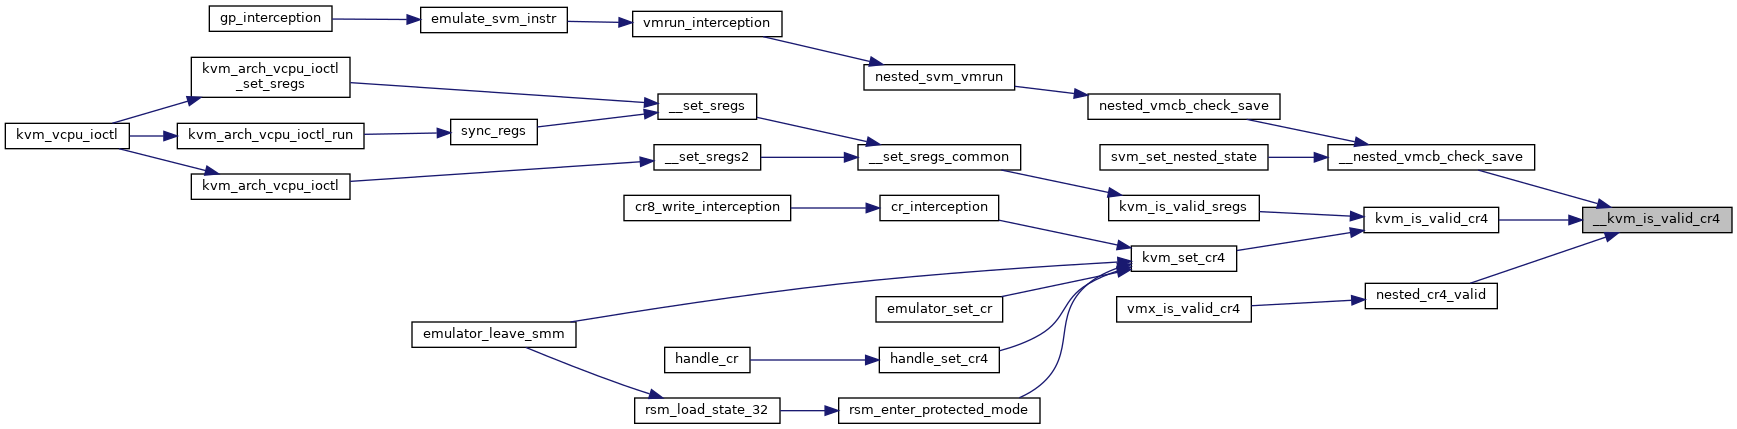 gp_interception
emulate_svm_instr
vmrun_interception
kvm_arch_vcpu_ioctl
_set_sregs
nested_svm_vmrun
__set_sregs
nested_vmcb_check_save
kvm_vcpu_ioctl
kvm_arch_vcpu_ioctl_run
sync_regs
__set_sregs2
__set_sregs_common
svm_set_nested_state
__nested_vmcb_check_save
kvm_arch_vcpu_ioctl
cr8_write_interception
cr_interception
kvm_is_valid_sregs
kvm_is_valid_cr4
__kvm_is_valid_cr4
kvm_set_cr4
nested_cr4_valid
emulator_set_cr
vmx_is_valid_cr4
emulator_leave_smm
handle_cr
handle_set_cr4
rsm_load_state_32
rsm_enter_protected_mode